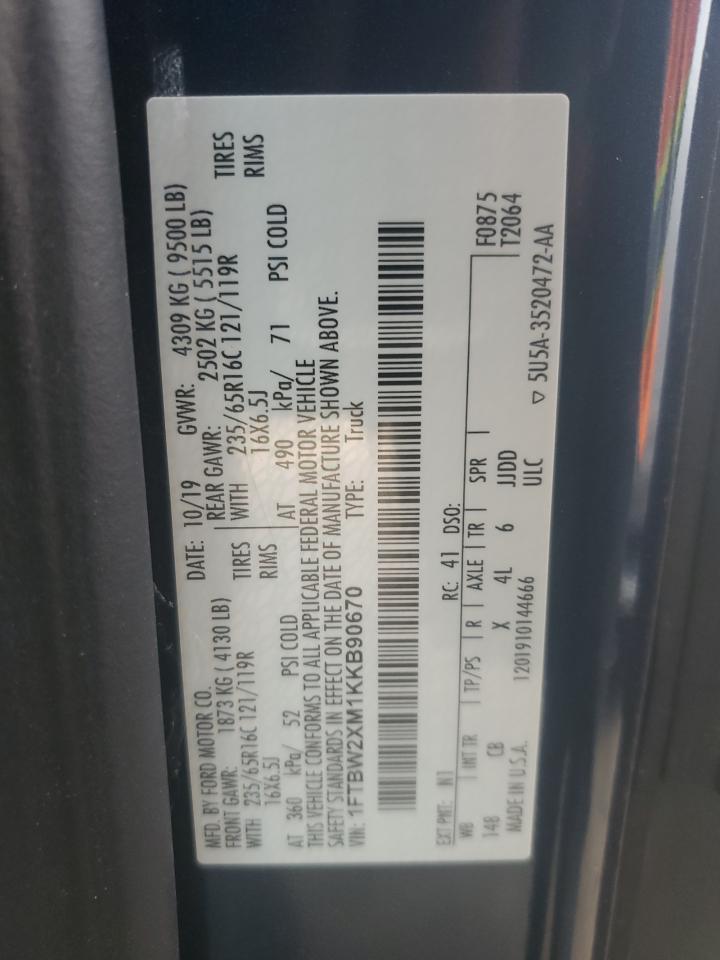 MFD. BY FORD MOTOR CO.
DATE: 10/19 GVWR: 4309 KG ( 9500 LB)
FRONT GAWR: 1873 KG ( 4130 LB) REAR GAWR: 2502 KG ( 5515 LB)
WITH 235/65R16C 121/119R TIRES WITH 235/65R16C 121/119R TIRES
16X6.5J RIMS 16X6.5J RIMS
AT 360 kPa/ 52 PSI COLD AT 490 kPa/ 71 PSI COLD
THIS VEHICLE CONFORMS TO ALL APPLICABLE FEDERAL MOTOR VEHICLE
SAFETY STANDARDS IN EFFECT ON THE DATE OF MANUFACTURE SHOWN ABOVE.
VIN: 1FTBW2XM1KKB90670 TYPE: Truck
EXT PNT: N1 RC: 41 DSO:
WB INT TR TP/PS R AXLE TR SPR F0875
148 CB X 4L 6 JJDD T2064
MADE IN U.S.A. 1201910144666 ULC
▽ 5U5A-3520472-AA